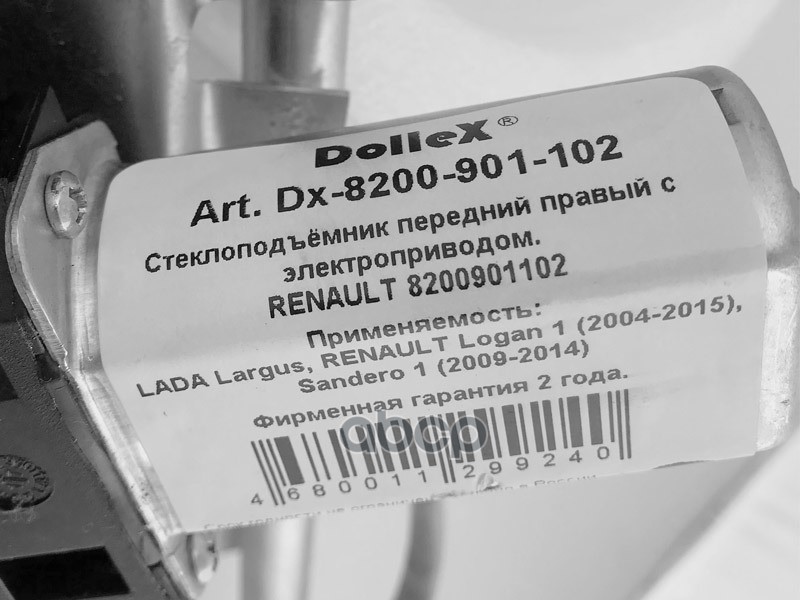 DolleX®
Art. Dx-8200-901-102
Стеклоподъёмник передний правый с
электроприводом.
RENAULT 8200901102
Применяемость:
LADA Largus, RENAULT Logan 1 (2004-2015),
Sandero 1 (2009-2014)
Фирменная гарантия 2 года.
abcp
4 680011 299240